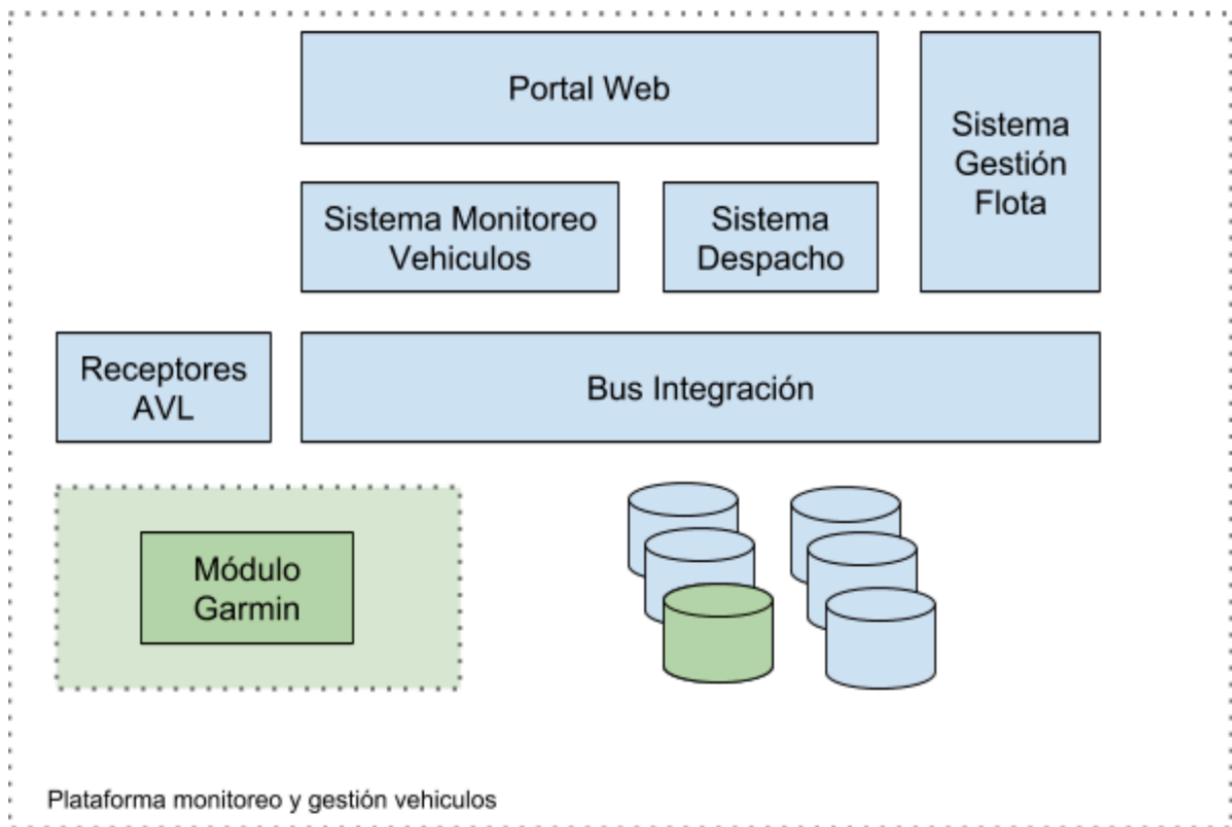 Portal Web
Sistema
Gestión
Flota
Sistema Monitoreo
Vehiculos
Sistema
Despacho
Receptores
AVL
Bus Integración
Módulo
Garmin
Plataforma monitoreo y gestión vehiculos